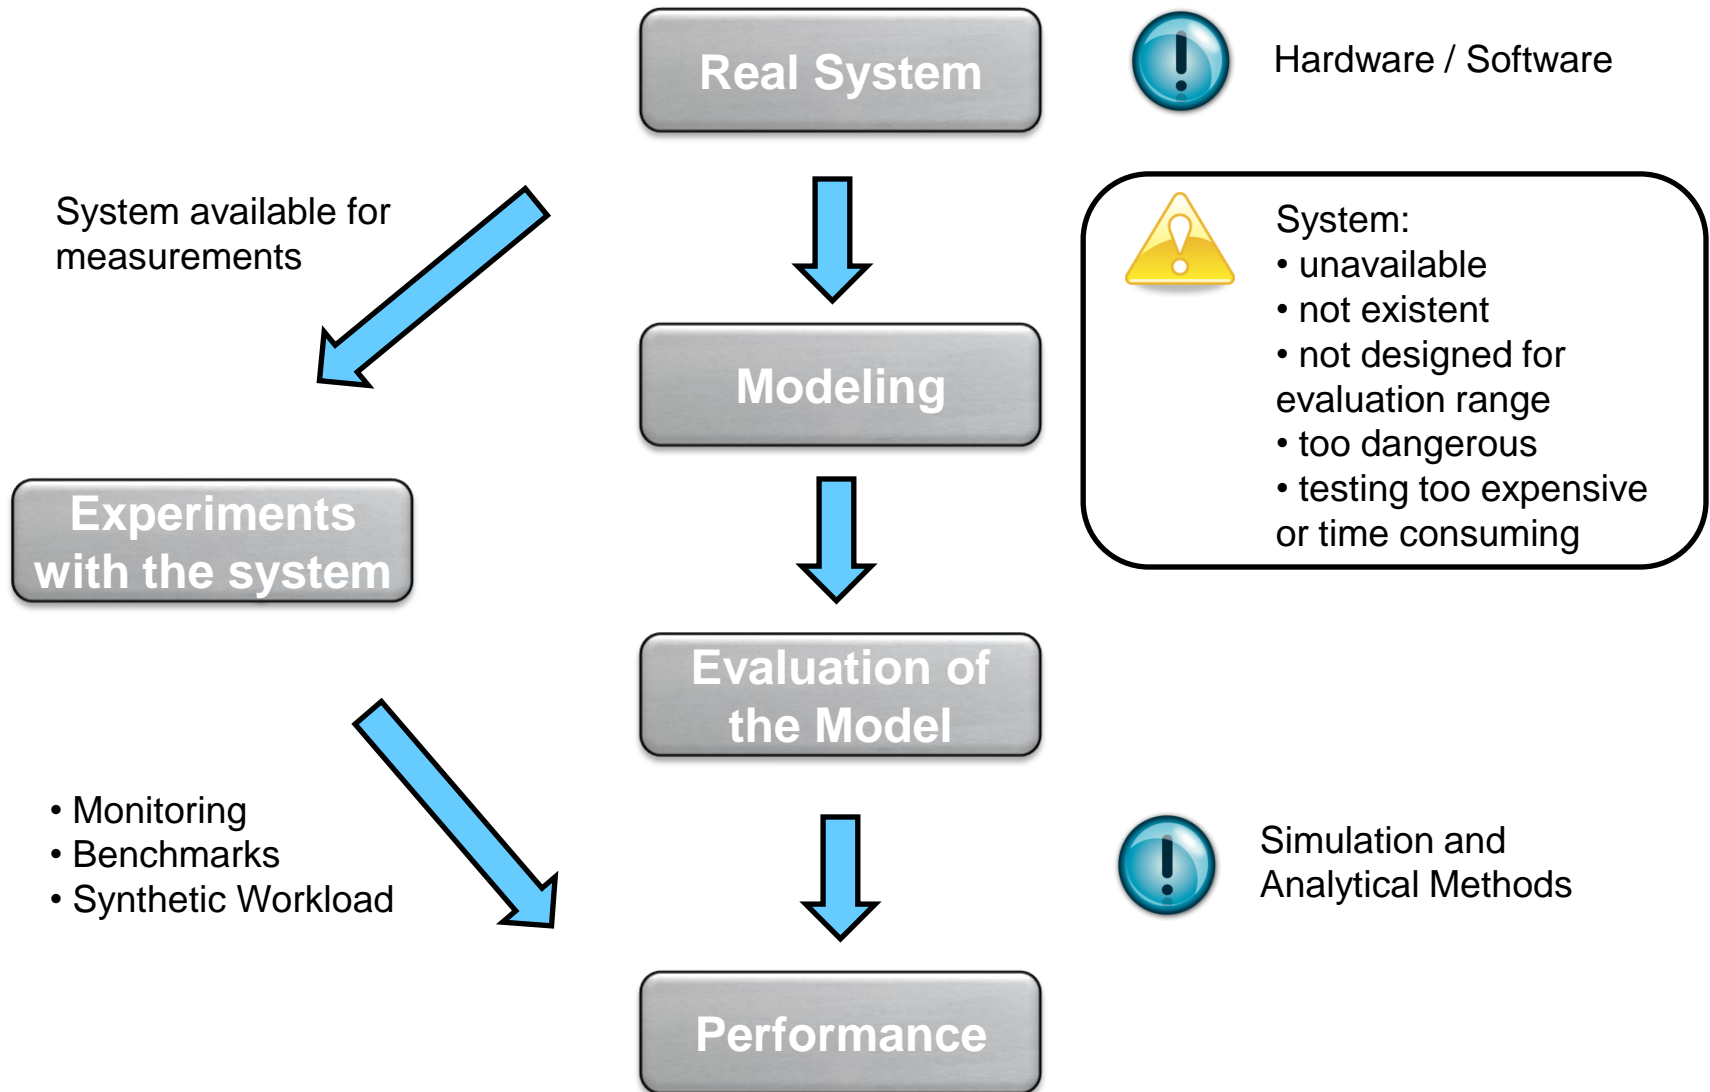 Real System
Hardware / Software
System available for
measurements
System:
• unavailable
• not existent
• not designed for
evaluation range
• too dangerous
• testing too expensive
or time consuming
Modeling
Experiments
with the system
Evaluation of
the Model
• Monitoring
• Benchmarks
• Synthetic Workload
Simulation and
Analytical Methods
Performance